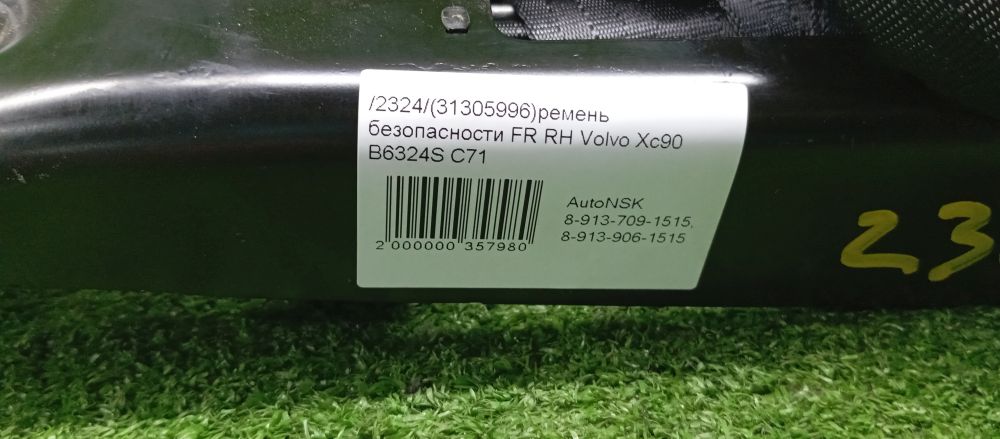 /2324/(31305996)ремень
безопасности FR RH Volvo Xc90
B6324S C71
AutoNSK
8-913-709-1515,
8-913-906-1515
2 000000 357980
23